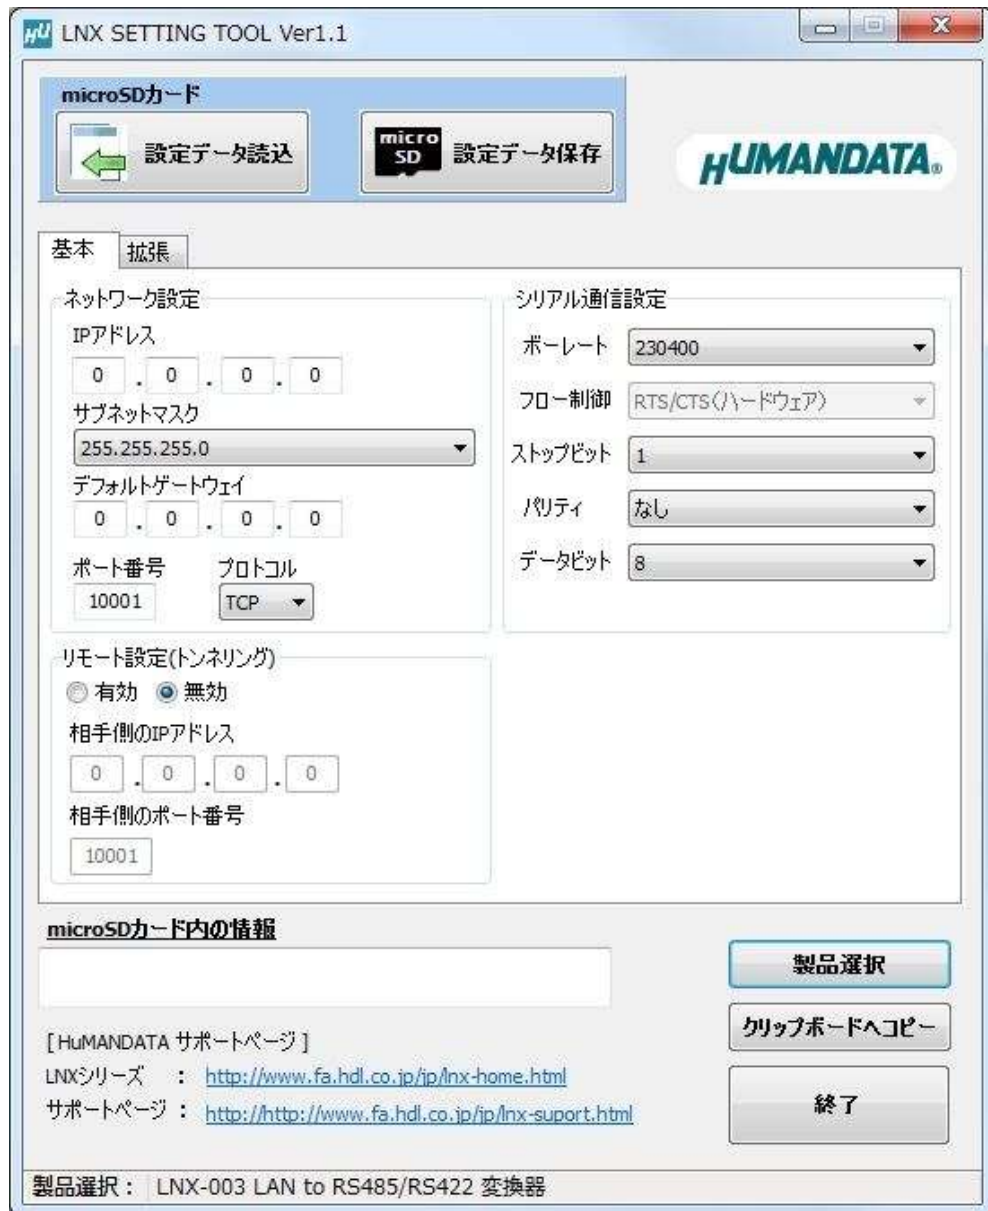 HU LNX SETTING TOOL Ver1.1
microSDカード
設定データ読込
micro SD 設定データ保存
HUMANDATA®
基本 拡張
ネットワーク設定
IPアドレス
0 . 0 . 0 . 0
サブネットマスク
255.255.255.0
デフォルトゲートウェイ
0 . 0 . 0 . 0
ポート番号 プロトコル
10001 TCP
シリアル通信設定
ボーレート 230400
フロー制御 RTS/CTS(ハードウェア)
ストップビット 1
パリティ なし
データビット 8
リモート設定(トンネリング)
有効 無効
相手側のIPアドレス
0 . 0 . 0 . 0
相手側のポート番号
10001
microSDカード内の情報
[ HuMANDATA サポートページ ]
LNXシリーズ : http://www.fa.hdl.co.jp/jp/lnx-home.html
サポートページ : http://http://www.fa.hdl.co.jp/jp/lnx-suport.html
製品選択
クリップボードへコピー
終了
製品選択： LNX-003 LAN to RS485/RS422 変換器